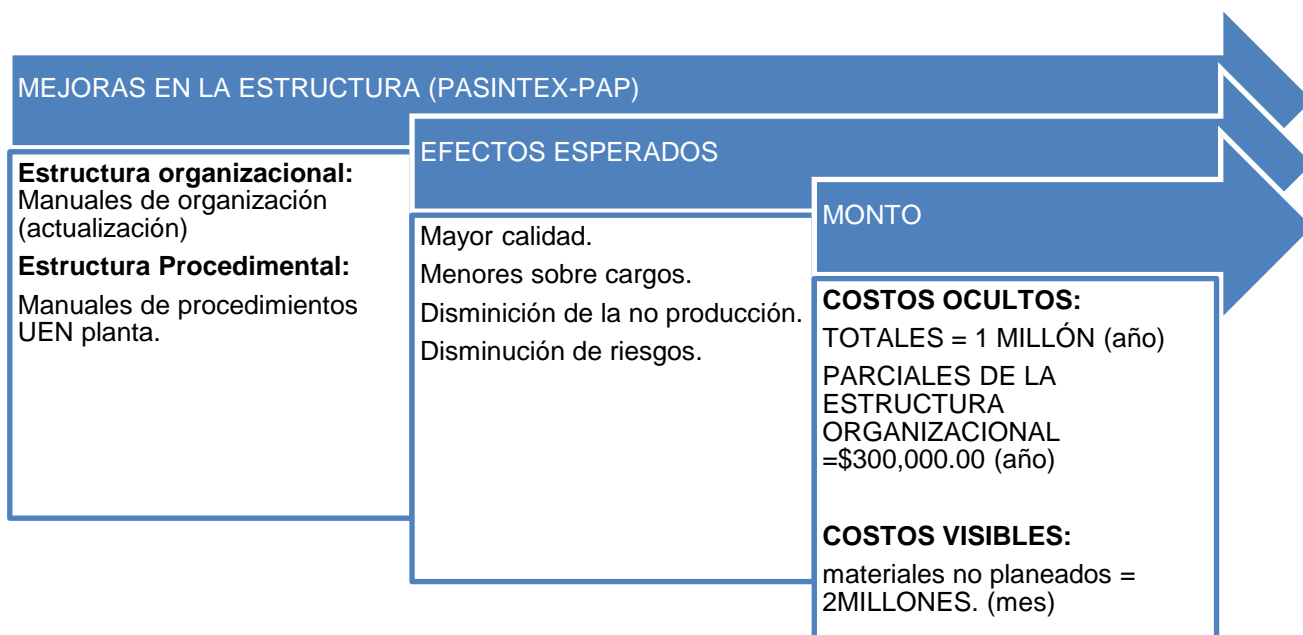 MEJORAS EN LA ESTRUCTURA (PASINTEX-PAP)
Estructura organizacional:
Manuales de organización
(actualización)
Estructura Procedimental:
Manuales de procedimientos
UEN planta.
EFECTOS ESPERADOS
Mayor calidad.
Menores sobre cargos.
Disminición de la no producción.
Disminución de riesgos.
MONTO
COSTOS OCULTOS:
TOTALES = 1 MILLÓN (año)
PARCIALES DE LA
ESTRUCTURA
ORGANIZACIONAL
=$300,000.00 (año)
COSTOS VISIBLES:
materiales no planeados =
2MILLONES. (mes)